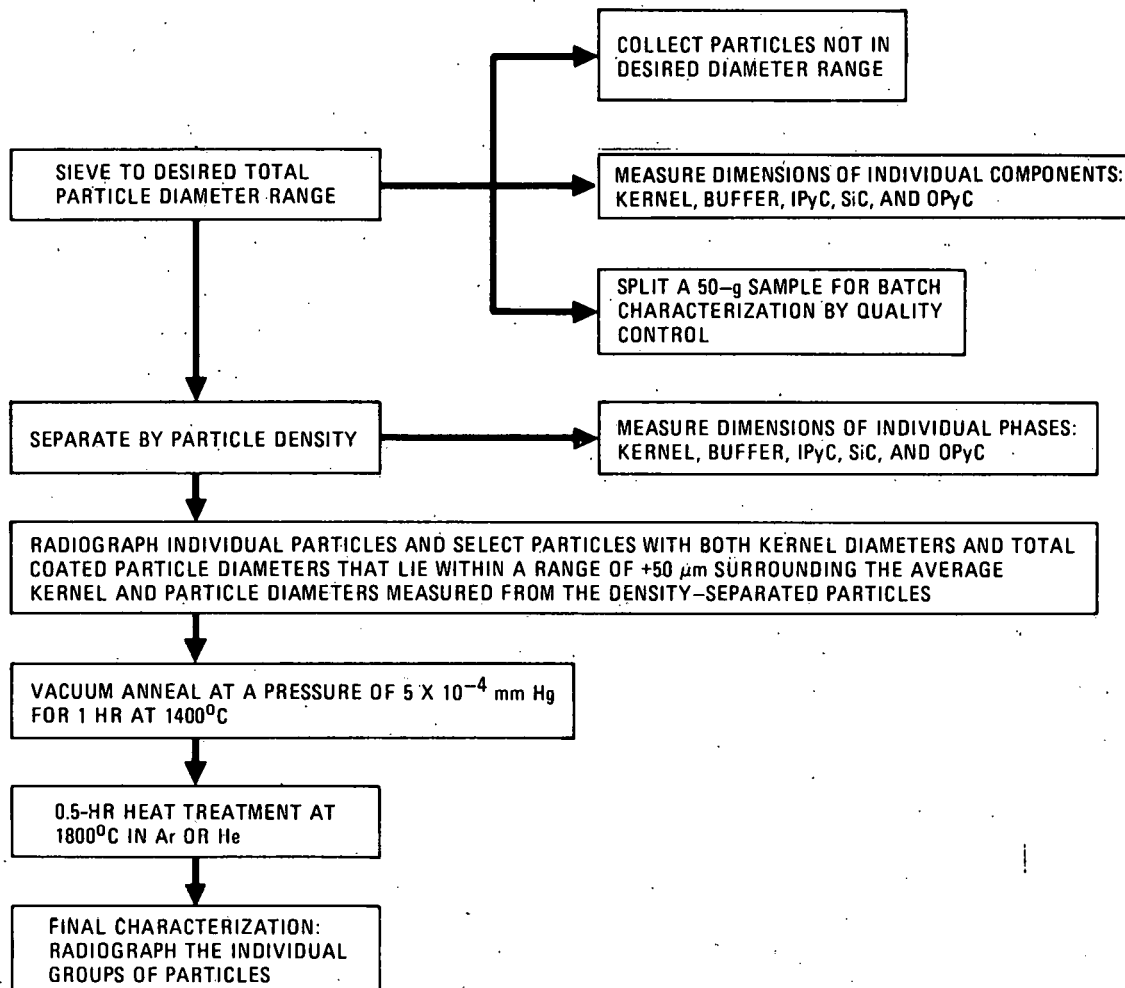 COLLECT PARTICLES NOT IN
DESIRED DIAMETER RANGE
SIEVE TO DESIRED TOTAL
PARTICLE DIAMETER RANGE
MEASURE DIMENSIONS OF INDIVIDUAL COMPONENTS:
KERNEL, BUFFER, IPyC, SiC, AND OPyC
SPLIT A 50–g SAMPLE FOR BATCH
CHARACTERIZATION BY QUALITY
CONTROL
SEPARATE BY PARTICLE DENSITY
MEASURE DIMENSIONS OF INDIVIDUAL PHASES:
KERNEL, BUFFER, IPyC, SiC, AND OPyC
RADIOGRAPH INDIVIDUAL PARTICLES AND SELECT PARTICLES WITH BOTH KERNEL DIAMETERS AND TOTAL
COATED PARTICLE DIAMETERS THAT LIE WITHIN A RANGE OF +50 μm SURROUNDING THE AVERAGE
KERNEL AND PARTICLE DIAMETERS MEASURED FROM THE DENSITY–SEPARATED PARTICLES
VACUUM ANNEAL AT A PRESSURE OF 5 X 10⁻⁴ mm Hg
FOR 1 HR AT 1400⁰C
0.5-HR HEAT TREATMENT AT
1800⁰C IN Ar OR He
FINAL CHARACTERIZATION:
RADIOGRAPH THE INDIVIDUAL
GROUPS OF PARTICLES